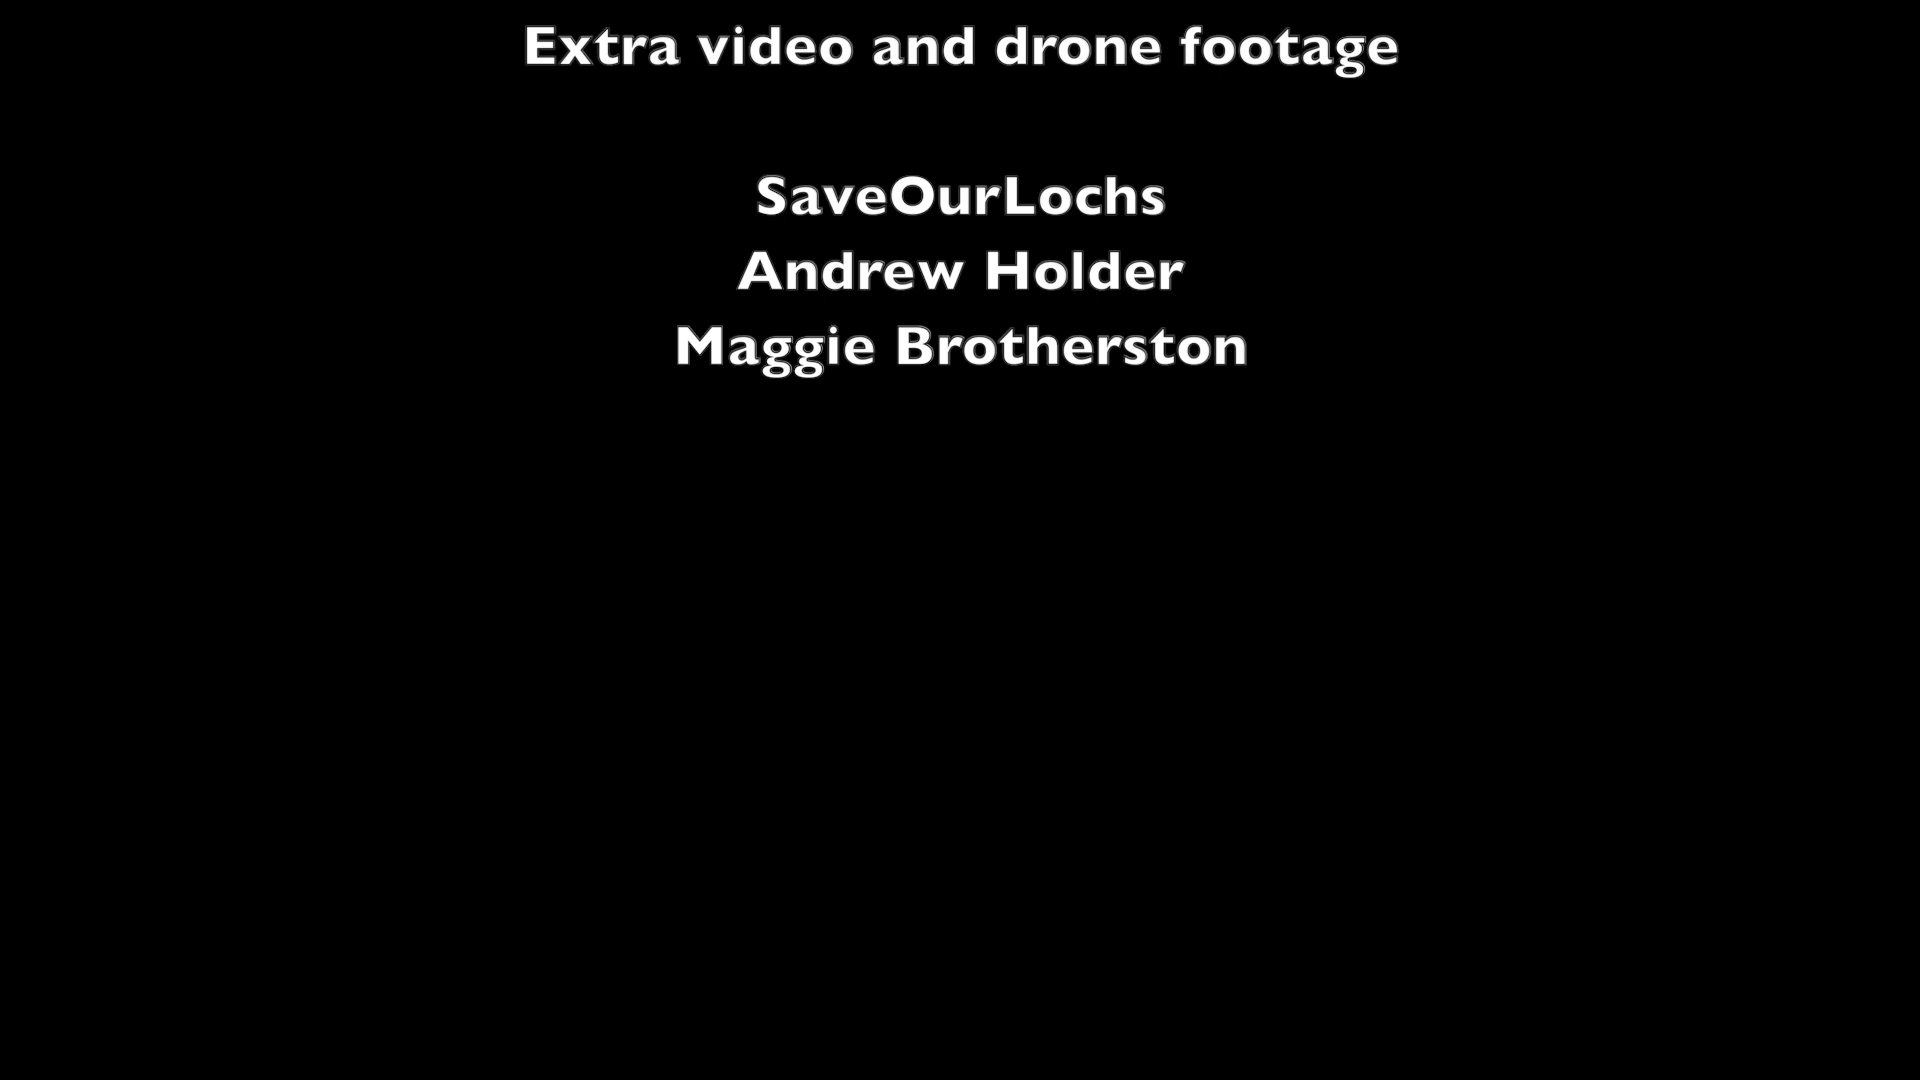 Extra video and drone footage
SaveOurLochs
Andrew Holder
Maggie Brotherston